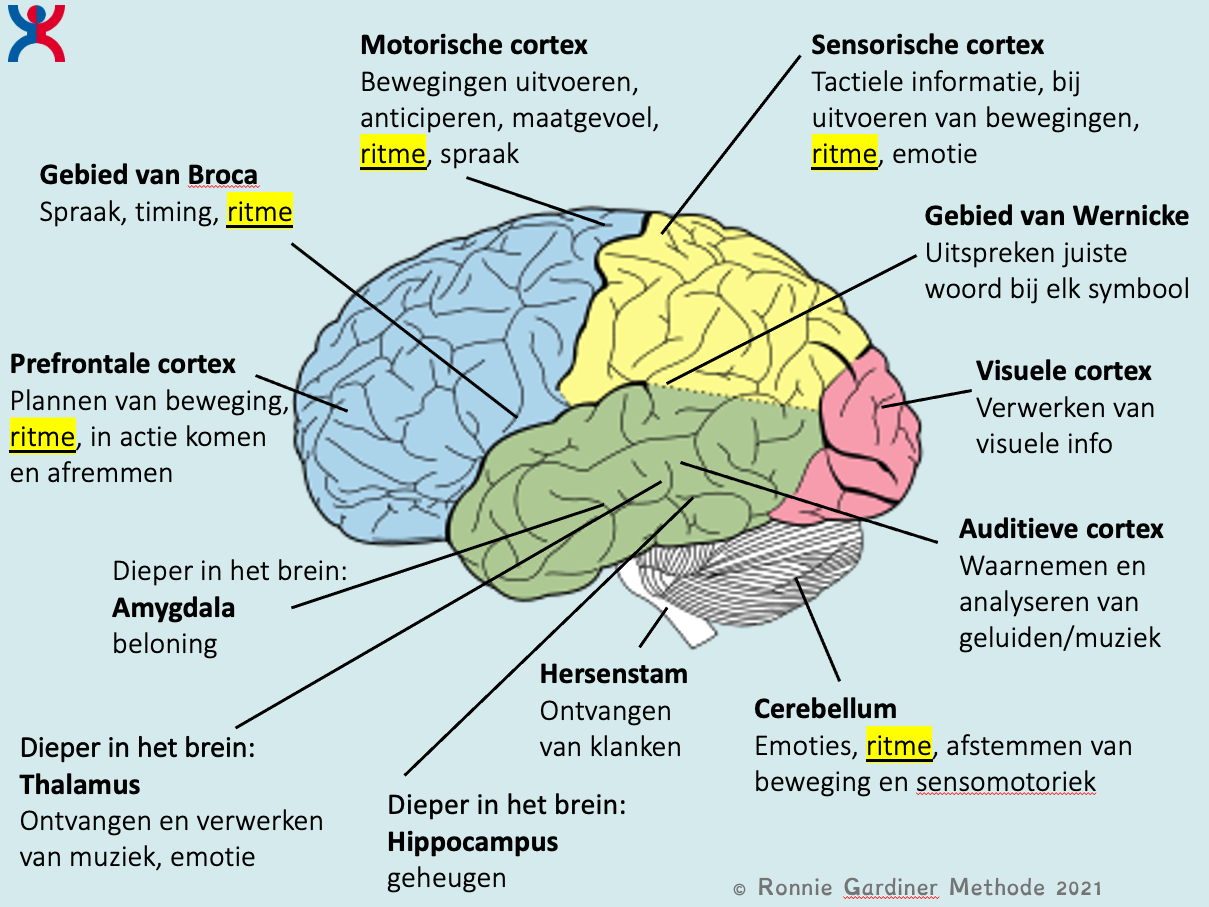 Motorische cortex
Bewegingen uitvoeren,
anticiperen, maatgevoel,
ritme, spraak
Sensorische cortex
Tactiele informatie, bij
uitvoeren van bewegingen,
ritme, emotie
Gebied van Broca
Spraak, timing, ritme
Gebied van Wernicke
Uitspreken juiste
woord bij elk symbool
Prefrontale cortex
Plannen van beweging,
ritme, in actie komen
en afremmen
Visuele cortex
Verwerken van
visuele info
Auditieve cortex
Waarnemen en
analyseren van
geluiden/muziek
Dieper in het brein:
Amygdala
beloning
Hersenstam
Ontvangen
van klanken
Cerebellum
Emoties, ritme, afstemmen van
beweging en sensomotoriek
Dieper in het brein:
Thalamus
Ontvangen en verwerken
van muziek, emotie
Dieper in het brein:
Hippocampus
geheugen
© Ronnie Gardiner Methode 2021